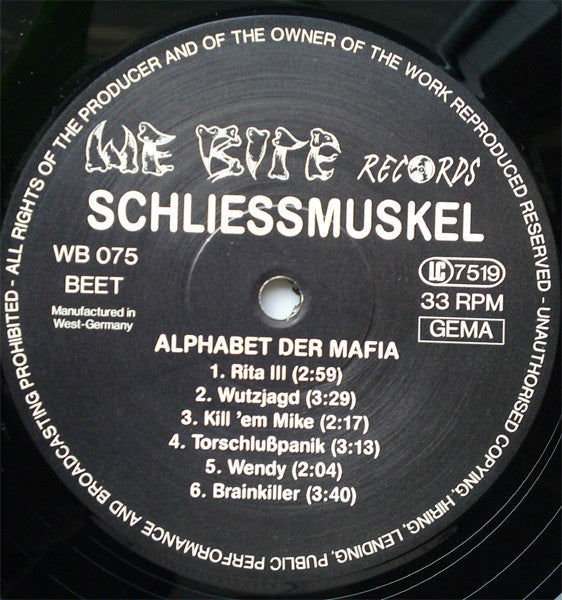 - ALL RIGHTS OF THE PRODUCER AND OF THE OWNER OF THE WORK REPRODUCED RESERVED - UNAUTHORISED COPYING, HIRING, LENDING, PUBLIC PERFORMANCE AND BROADCASTING PROHIBITED
WE BITE RECORDS
SCHLIESSMUSKEL
WB 075
BEET
Manufactured in
West-Germany
LC 7519
33 RPM
GEMA
ALPHABET DER MAFIA
1. Rita III (2:59)
2. Wutzjagd (3:29)
3. Kill 'em Mike (2:17)
4. Torschlußpanik (3:13)
5. Wendy (2:04)
6. Brainkiller (3:40)